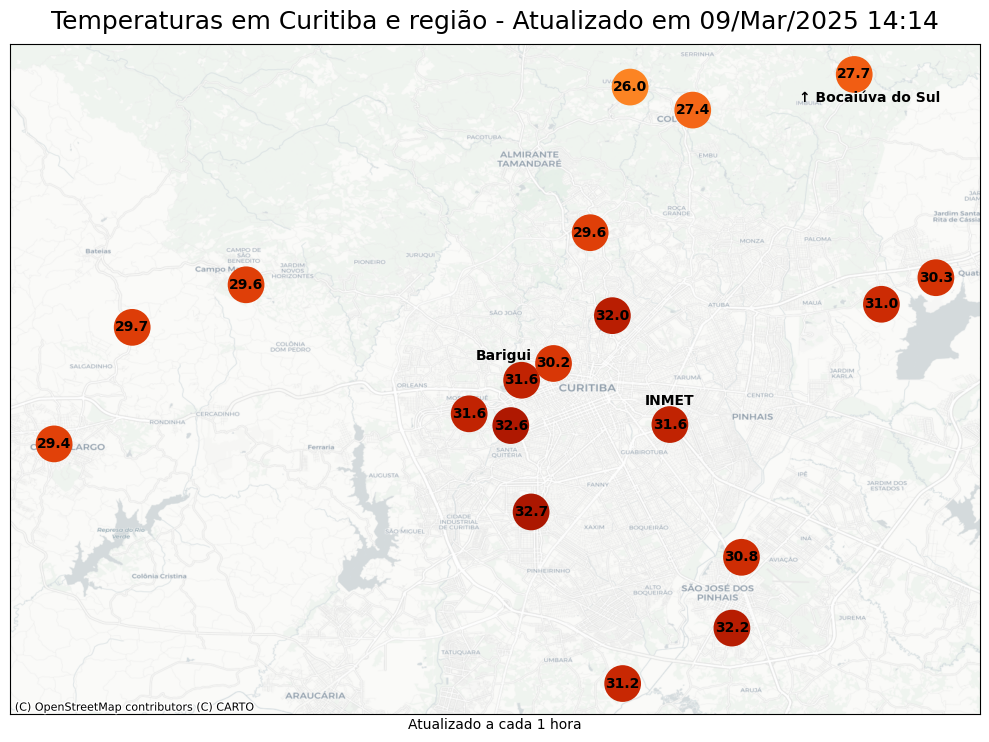 Temperaturas em Curitiba e região - Atualizado em 09/Mar/2025 14:14
SERRINHA
27.7
26.0
↑ Bocaiúva do Sul
27.4
PACOTUBA
ALMIRANTE
TAMANDARÉ
EMBU
ROÇA
GRANDE
Jardim Santa
Rita de Cássia
29.6
MONZA
PALOMA
Bateias
CAMPO DE
SÃO
BENEDITO
JURUQUI
PIONEIRO
JARDIM
NOVOS
HORIZONTES
29.6
30.3
31.0
ATUBA
MAUÁ
SÃO JOÃO
32.0
29.7
COLÔNIA
DOM PEDRO
Barigui
30.2
SALGADINHO
JARDIM
KARLA
31.6
TARUMÃ
ORLEANS
CURITIBA
CENTRO
INMET
31.6
CERCADINHO
RONDINHA
PINHAIS
32.6
31.6
29.4
Ferraria
SANTA
QUITÉRIA
GUABIROTUBA
AUGUSTA
IPÊ
FANNY
JARDIM DOS
ESTADOS I
32.7
CIDADE
INDUSTRIAL
DE CURITIBA
XAXIM
BOQUEIRÃO
Represa do Rio
Verde
INÁ
30.8
AVIAÇÃO
Colônia Cristina
PINHEIRINHO
ALTO
BOQUEIRÃO
SÃO JOSÉ DOS
PINHAIS
JUREMA
32.2
TATUQUARA
UMBARÁ
31.2
ARUJÁ
ARAUCÁRIA
(C) OpenStreetMap contributors (C) CARTO
Atualizado a cada 1 hora